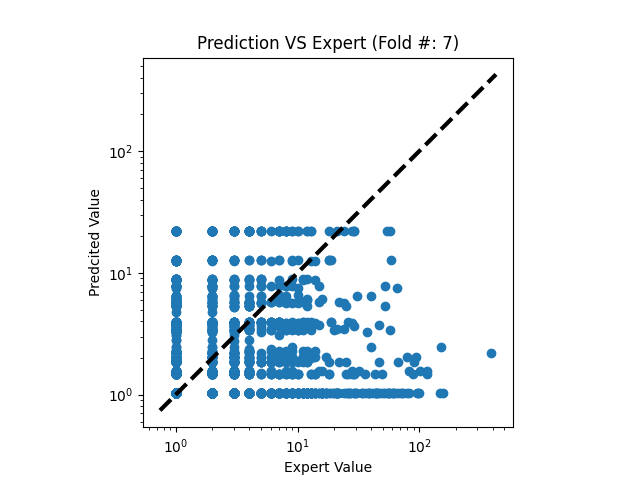 Prediction VS Expert (Fold #: 7)
Predcited Value
10²
10¹
10⁰
10⁰ 10¹ 10²
Expert Value